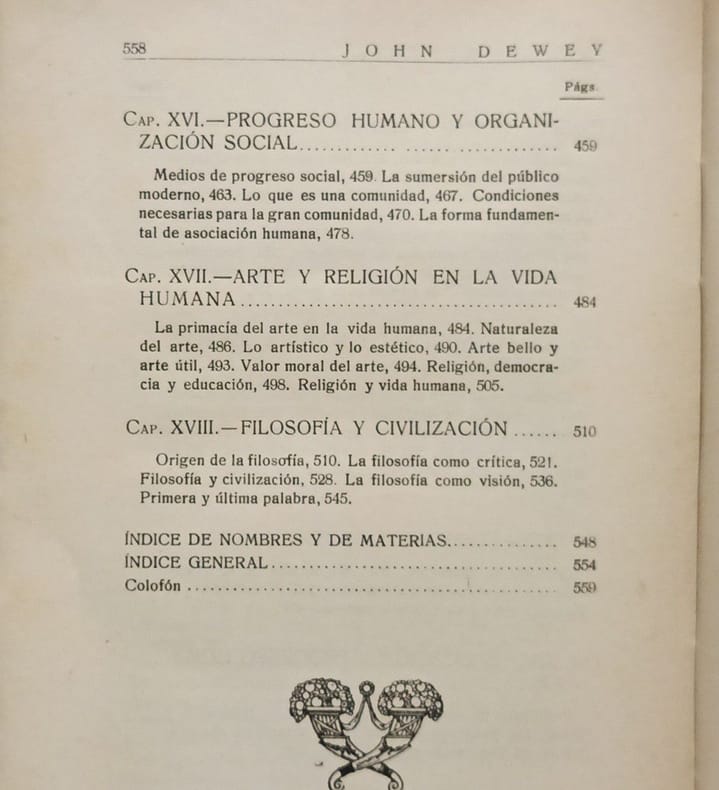 558 JOHN DEWEY
Págs.
CAP. XVI.—PROGRESO HUMANO Y ORGANI-
ZACIÓN SOCIAL.............. ...... ............. 459
Medios de progreso social, 459. La sumersión del público
moderno, 463. Lo que es una comunidad, 467. Condiciones
necesarias para la gran comunidad, 470. La forma fundamen-
tal de asociación humana, 478.
CAP. XVII.—ARTE Y RELIGIÓN EN LA VIDA
HUMANA.......................................... 484
La primacía del arte en la vida humana, 484. Naturaleza
del arte, 486. Lo artístico y lo estético, 490. Arte bello y
arte útil, 493. Valor moral del arte, 494. Religión, democra-
cia y educación, 498. Religión y vida humana, 505.
CAP. XVIII.—FILOSOFÍA Y CIVILIZACIÓN ...... 510
Origen de la filosofía, 510. La filosofía como crítica, 521.
Filosofía y civilización, 528. La filosofía como visión, 536.
Primera y última palabra, 545.
ÍNDICE DE NOMBRES Y DE MATERIAS.............. 548
ÍNDICE GENERAL...................................... 554
Colofón ................................................. 559